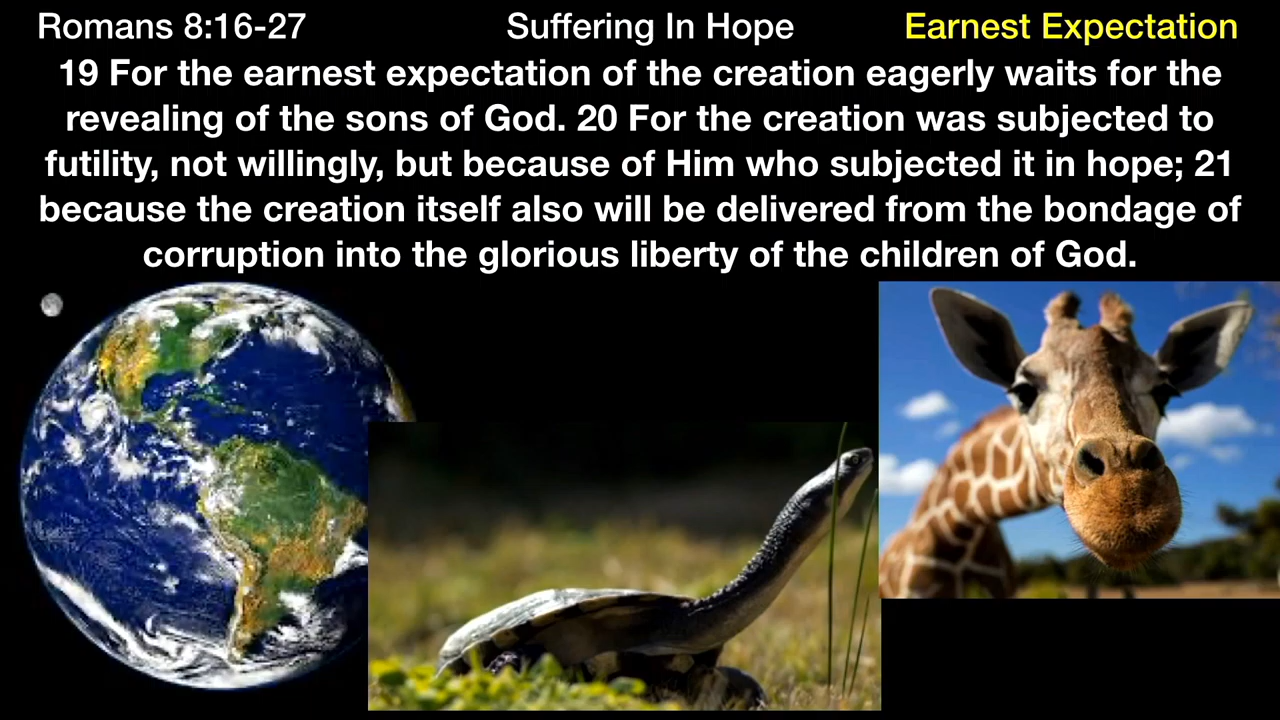 Romans 8:16-27 Suffering In Hope Earnest Expectation
19 For the earnest expectation of the creation eagerly waits for the
revealing of the sons of God. 20 For the creation was subjected to
futility, not willingly, but because of Him who subjected it in hope; 21
because the creation itself also will be delivered from the bondage of
corruption into the glorious liberty of the children of God.